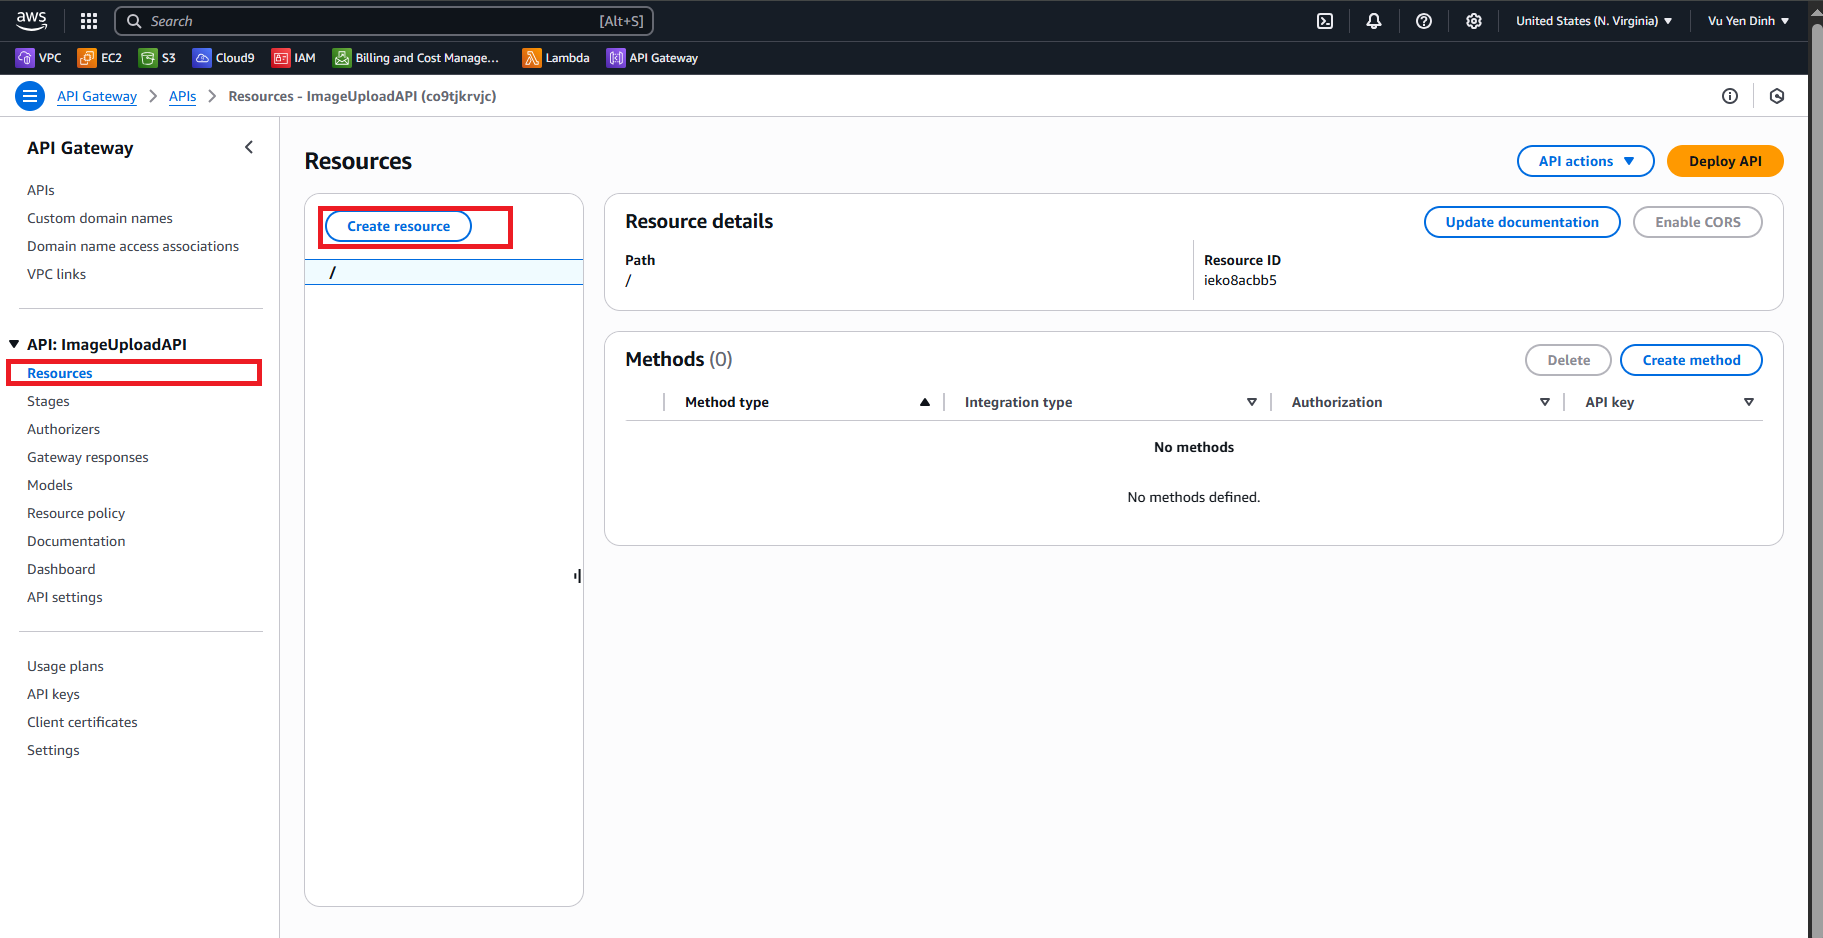 aws
Search [Alt+S]
United States (N. Virginia)
Vu Yen Dinh
VPC
EC2
S3
Cloud9
IAM
Billing and Cost Manage...
Lambda
API Gateway
API Gateway
APIs
Resources - ImageUploadAPI (co9tjkrvjc)
API Gateway
APIs
Custom domain names
Domain name access associations
VPC links
API: ImageUploadAPI
Resources
Stages
Authorizers
Gateway responses
Models
Resource policy
Documentation
Dashboard
API settings
Usage plans
API keys
Client certificates
Settings
Resources
API actions
Deploy API
Create resource
/
Resource details
Update documentation
Enable CORS
Path
/
Resource ID
ieko8acbb5
Methods (0)
Delete
Create method
Method type
Integration type
Authorization
API key
No methods
No methods defined.